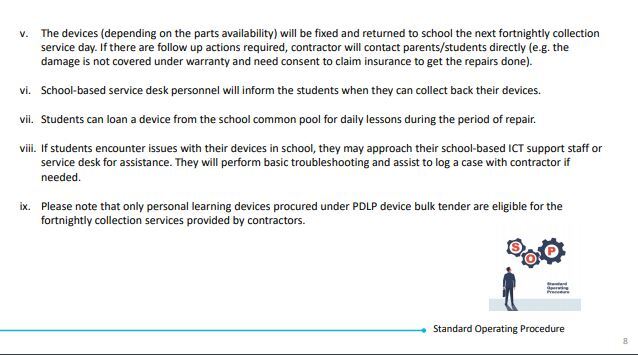 v. The devices (depending on the parts availability) will be fixed and returned to school the next fortnightly collection
service day. If there are follow up actions required, contractor will contact parents/students directly (e.g. the
damage is not covered under warranty and need consent to claim insurance to get the repairs done).
vi. School-based service desk personnel will inform the students when they can collect back their devices.
vii. Students can loan a device from the school common pool for daily lessons during the period of repair.
viii. If students encounter issues with their devices in school, they may approach their school-based ICT support staff or
service desk for assistance. They will perform basic troubleshooting and assist to log a case with contractor if
needed.
ix. Please note that only personal learning devices procured under PDLP device bulk tender are eligible for the
fortnightly collection services provided by contractors.
S O P
Standard
Operating
Procedure
Standard Operating Procedure
8